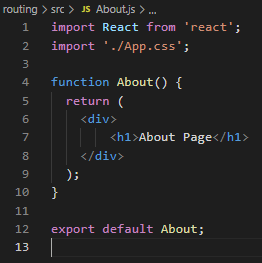 routing > src > JS About.js > ...
1 import React from 'react';
2 import './App.css';
3
4 function About() {
5   return (
6     <div>
7         <h1>About Page</h1>
8     </div>
9   );
10 }
11
12 export default About;
13